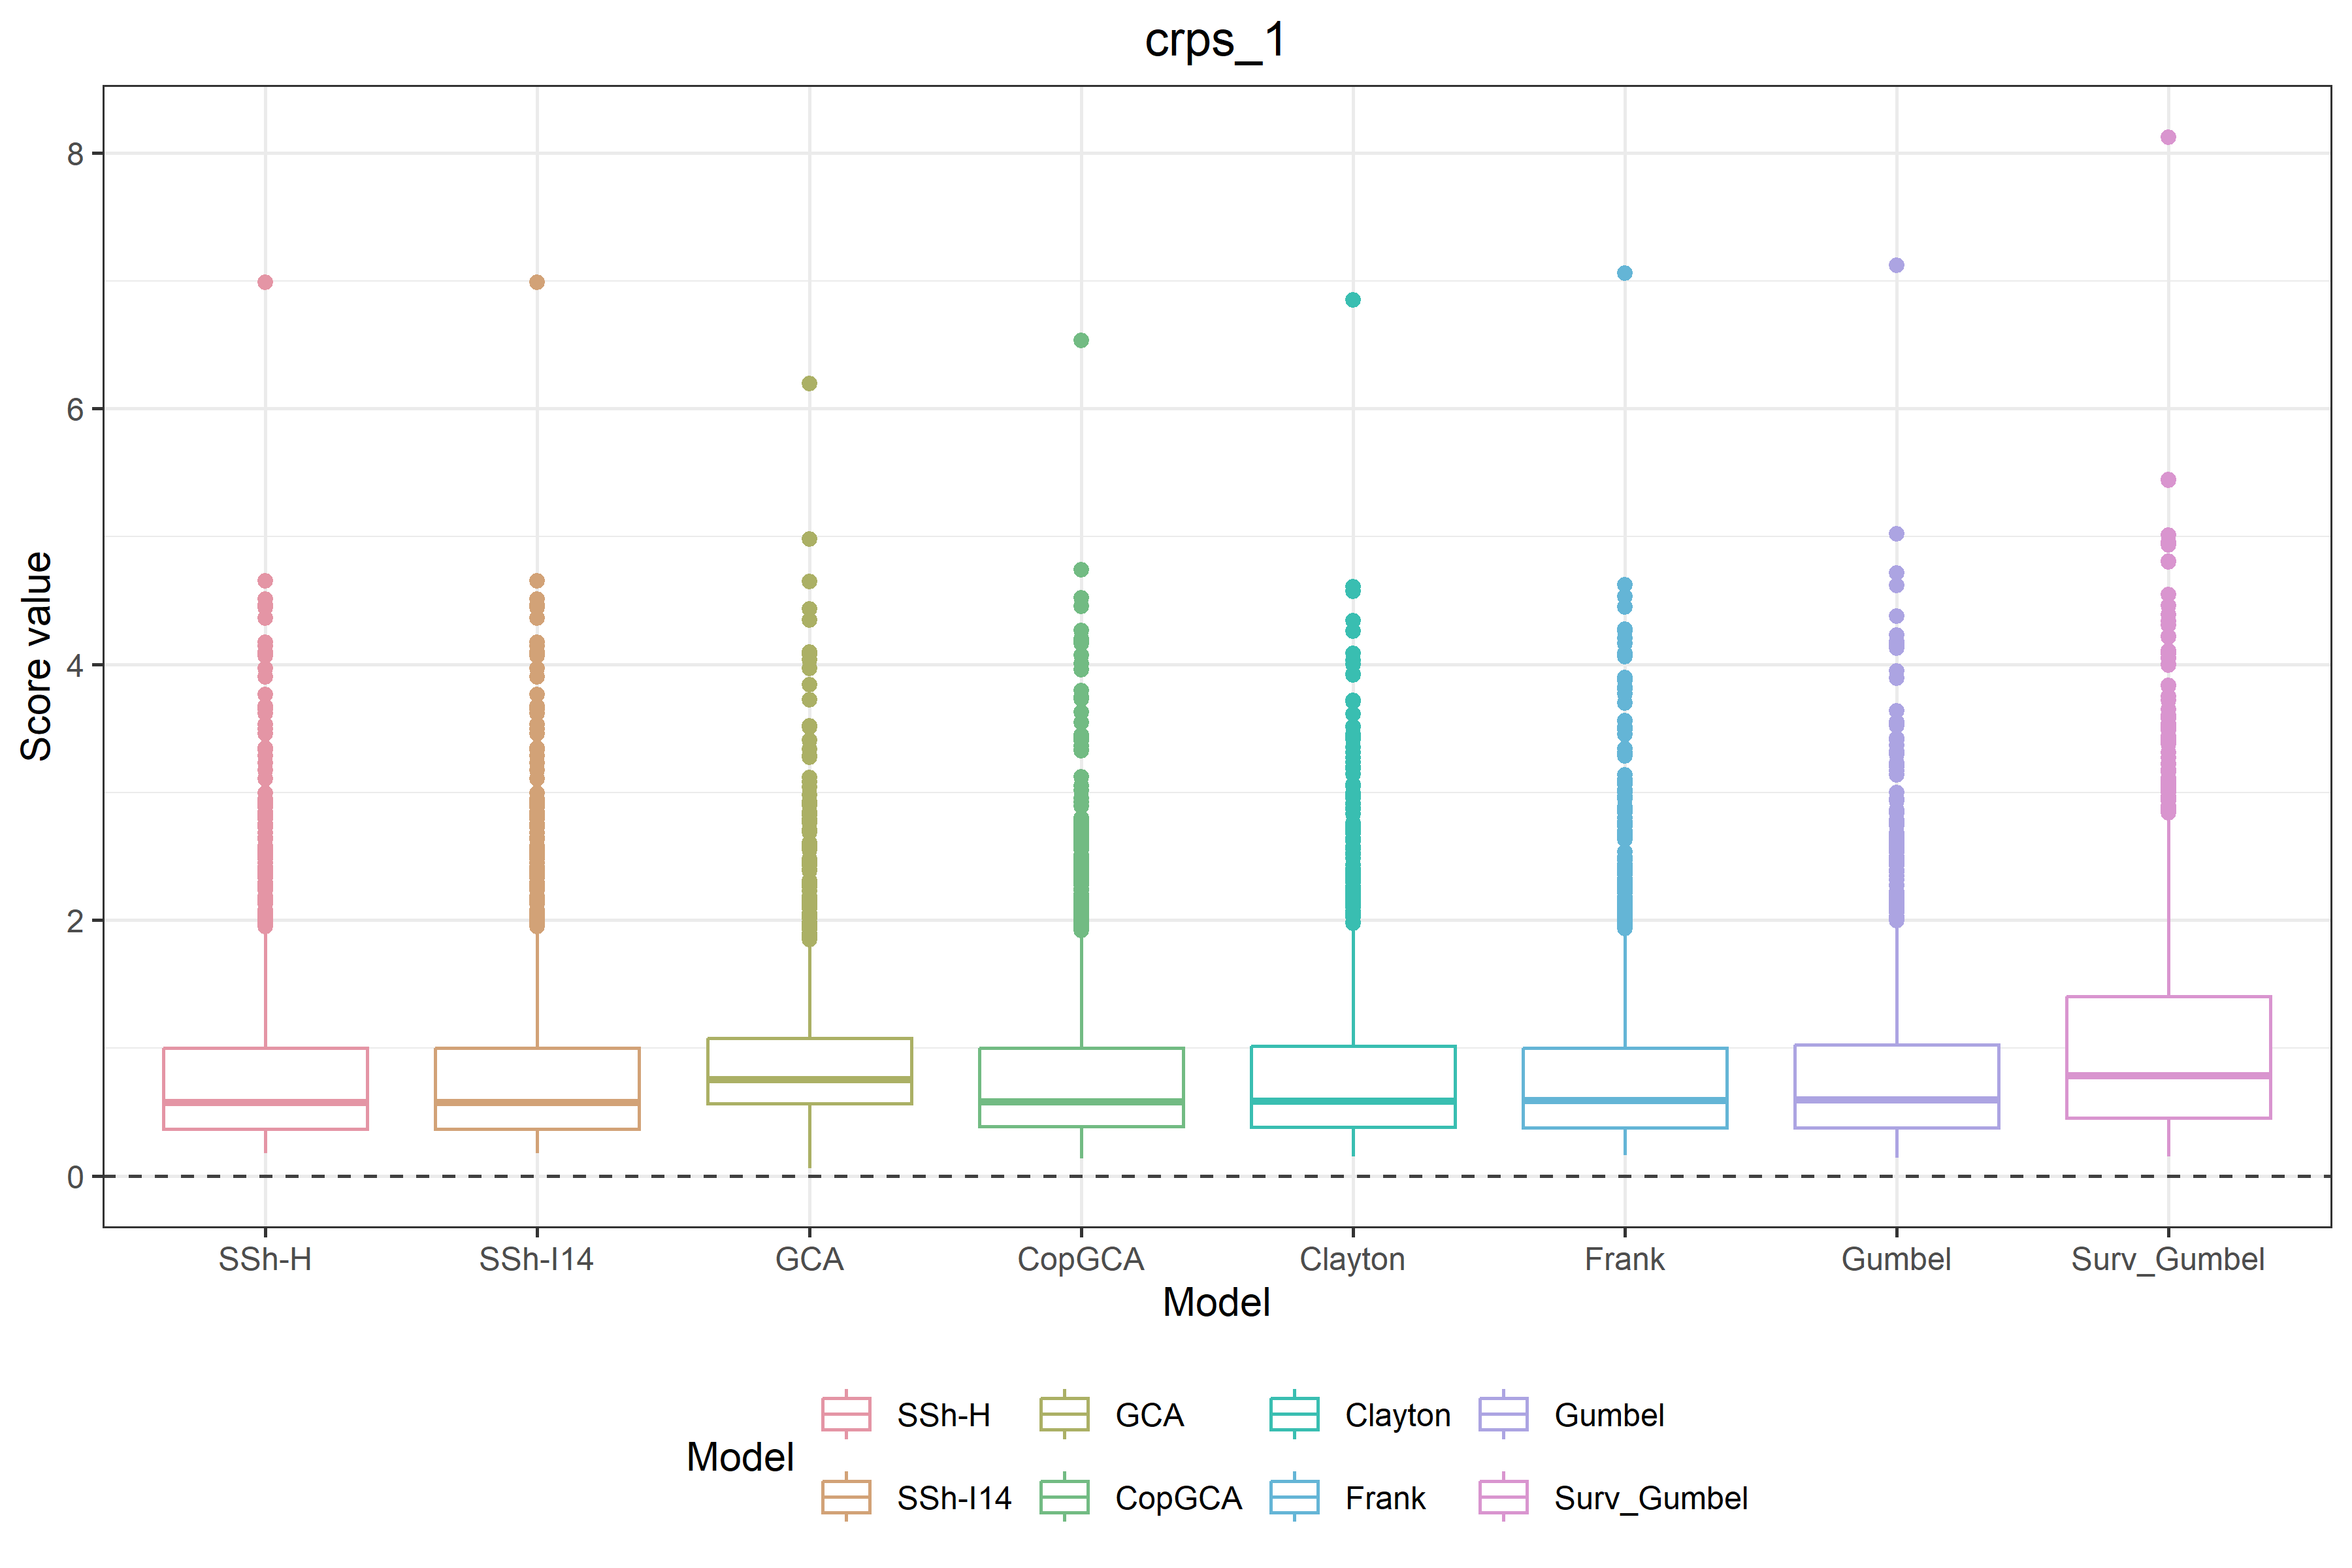 crps_1
Score value
8
6
4
2
0
SSh-H SSh-I14 GCA CopGCA Clayton Frank Gumbel Surv_Gumbel
Model
Model
SSh-H GCA Clayton Gumbel
SSh-I14 CopGCA Frank Surv_Gumbel